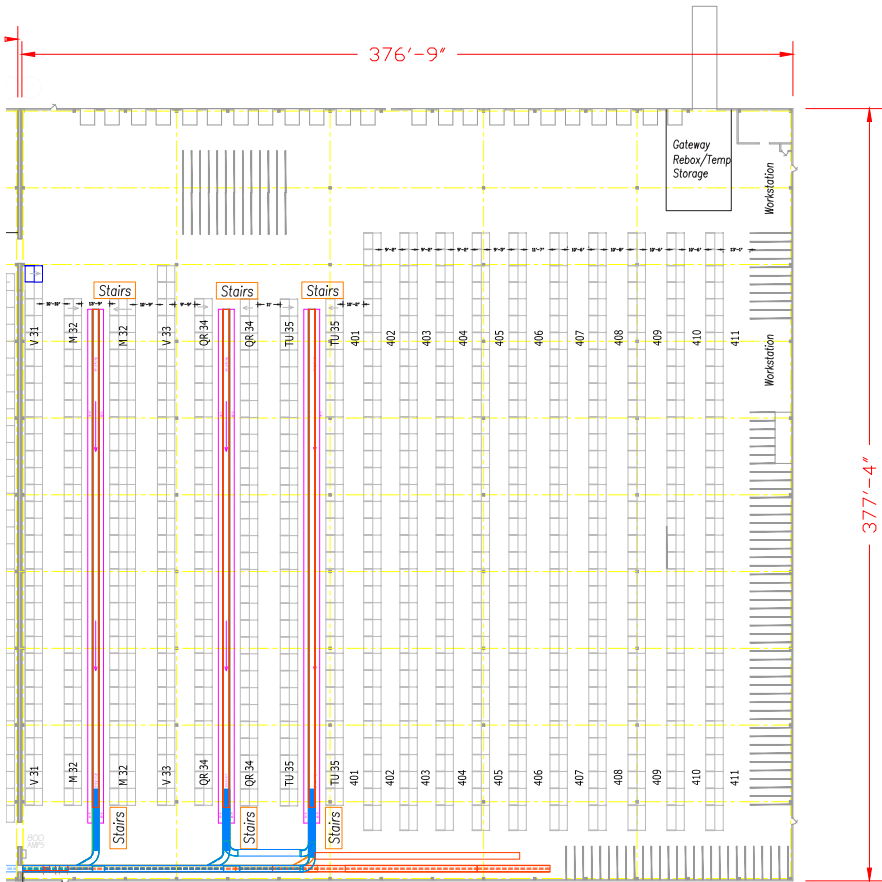 376'-9"
Gateway
Rebox/Temp
Storage
Workstation
Stairs
Stairs
Stairs
V 31
M 32
M 32
V 33
QR 34
QR 34
TU 35
TU 35
401
402
403
404
405
406
407
408
409
410
411
Workstation
377'-4"
V 31
M 32
M 32
V 33
QR 34
QR 34
TU 35
TU 35
401
402
403
404
405
406
407
408
409
410
411
Stairs
Stairs
Stairs
800
AMPS